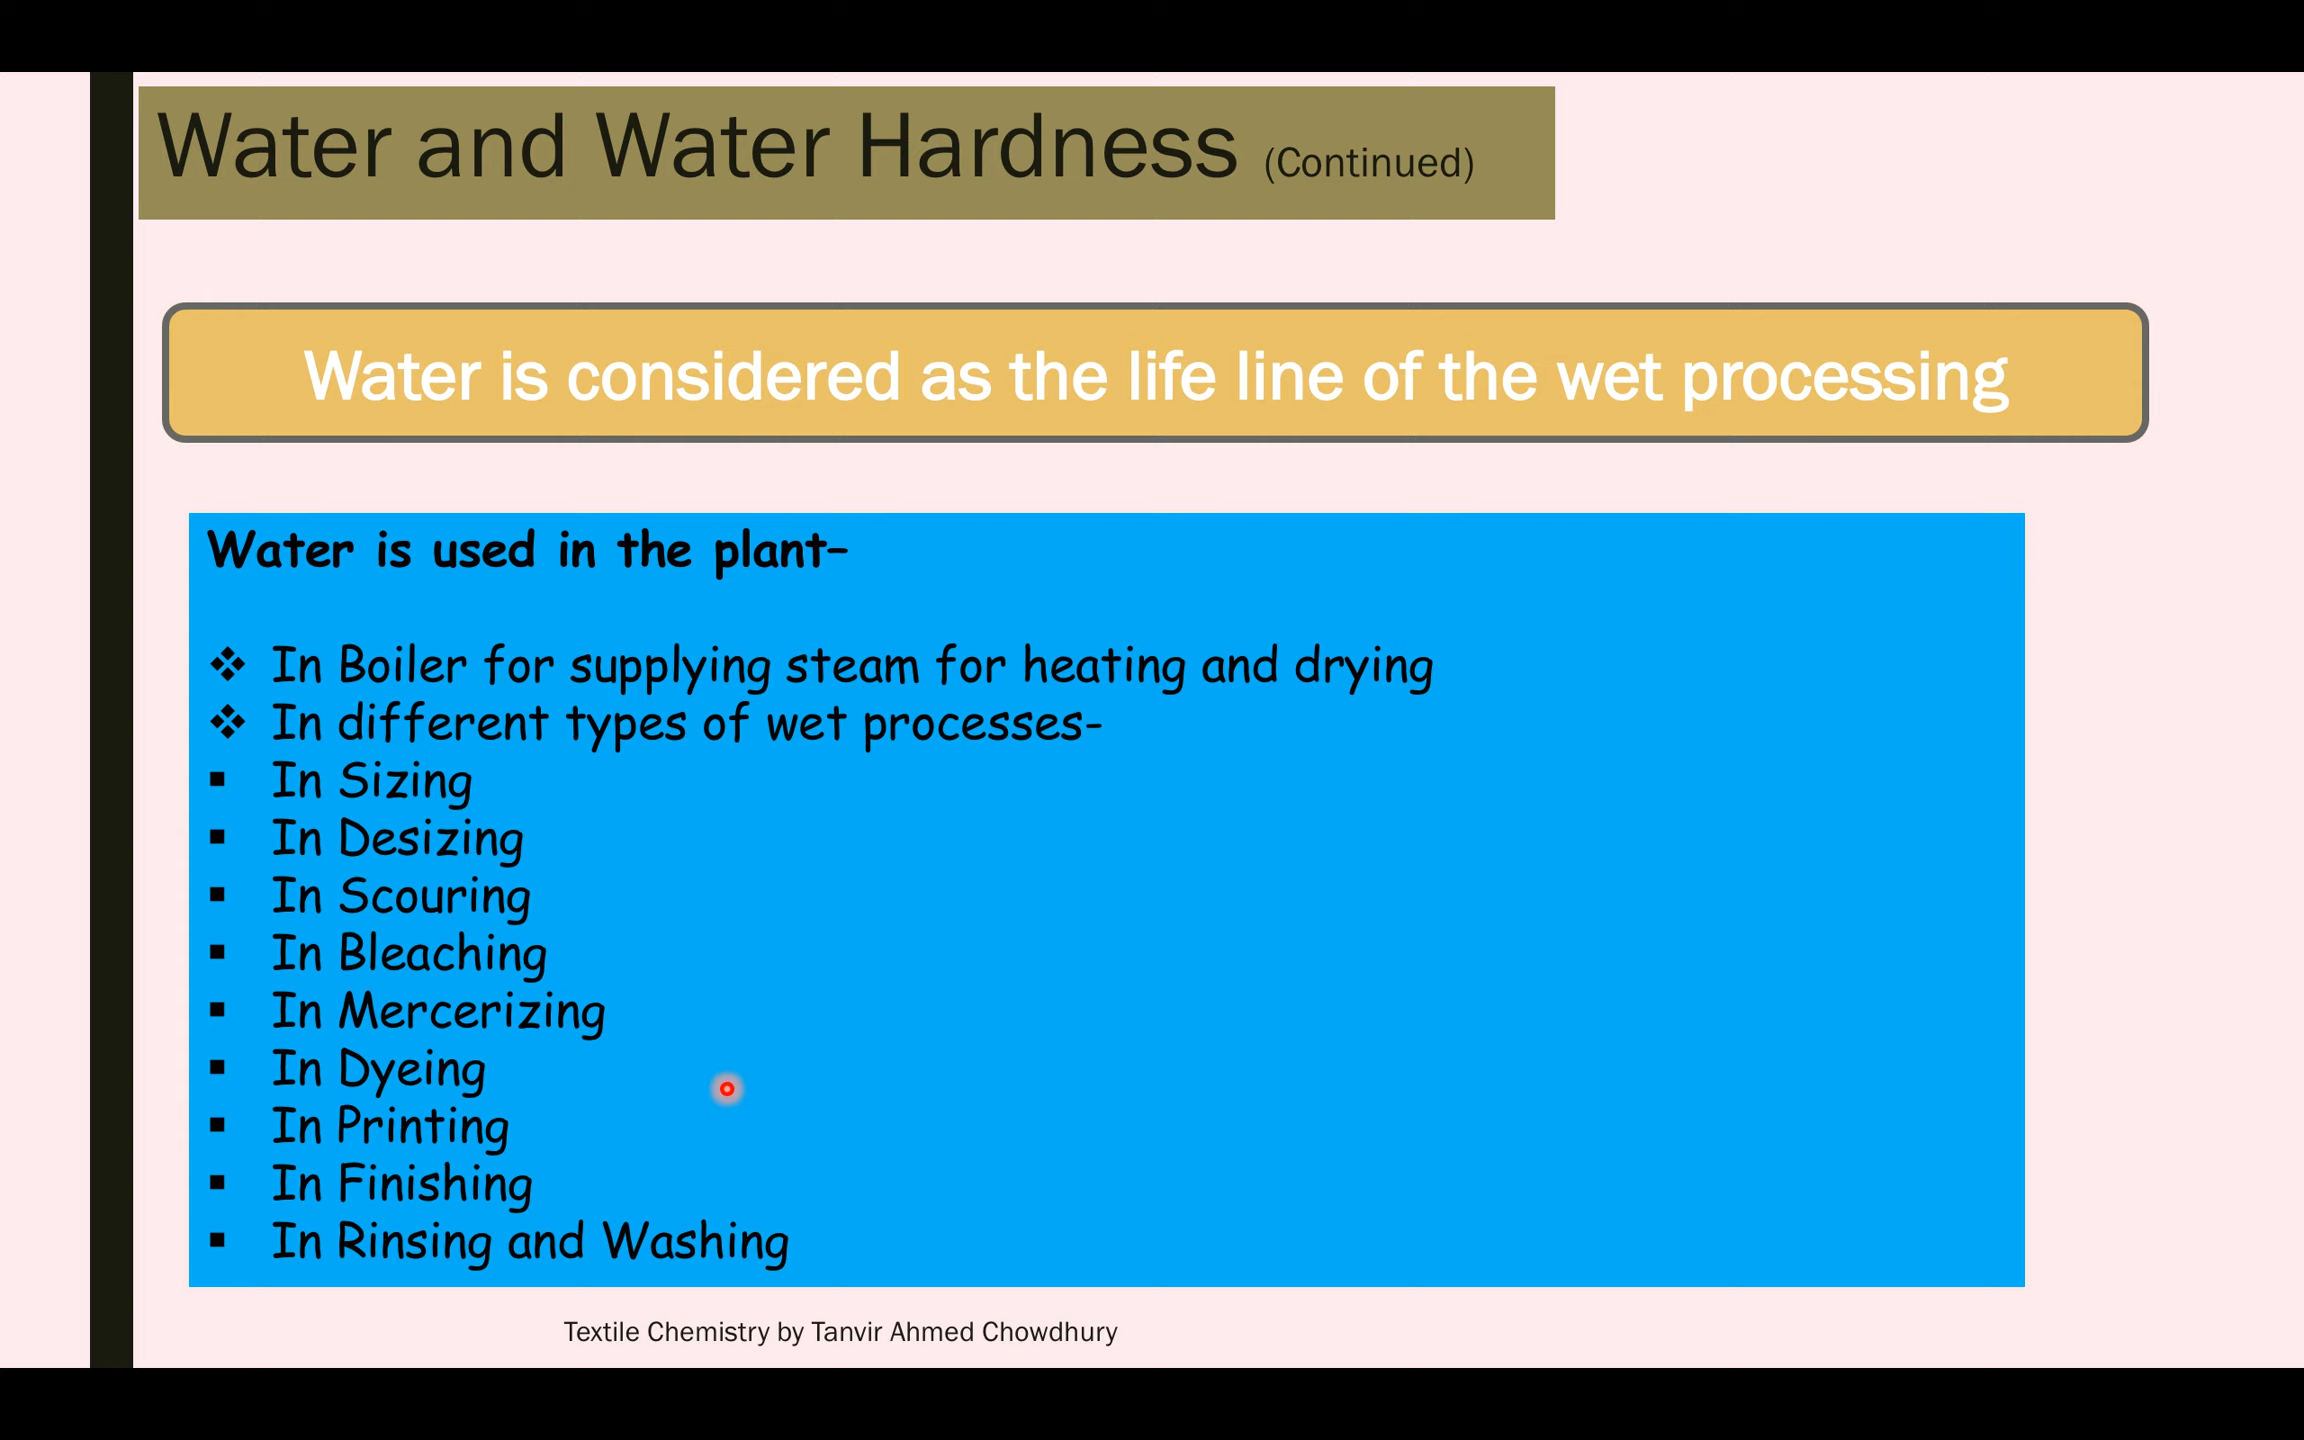 Water and Water Hardness (Continued)
Water is considered as the life line of the wet processing
Water is used in the plant–
❖ In Boiler for supplying steam for heating and drying
❖ In different types of wet processes-
▪ In Sizing
▪ In Desizing
▪ In Scouring
▪ In Bleaching
▪ In Mercerizing
▪ In Dyeing
▪ In Printing
▪ In Finishing
▪ In Rinsing and Washing
Textile Chemistry by Tanvir Ahmed Chowdhury